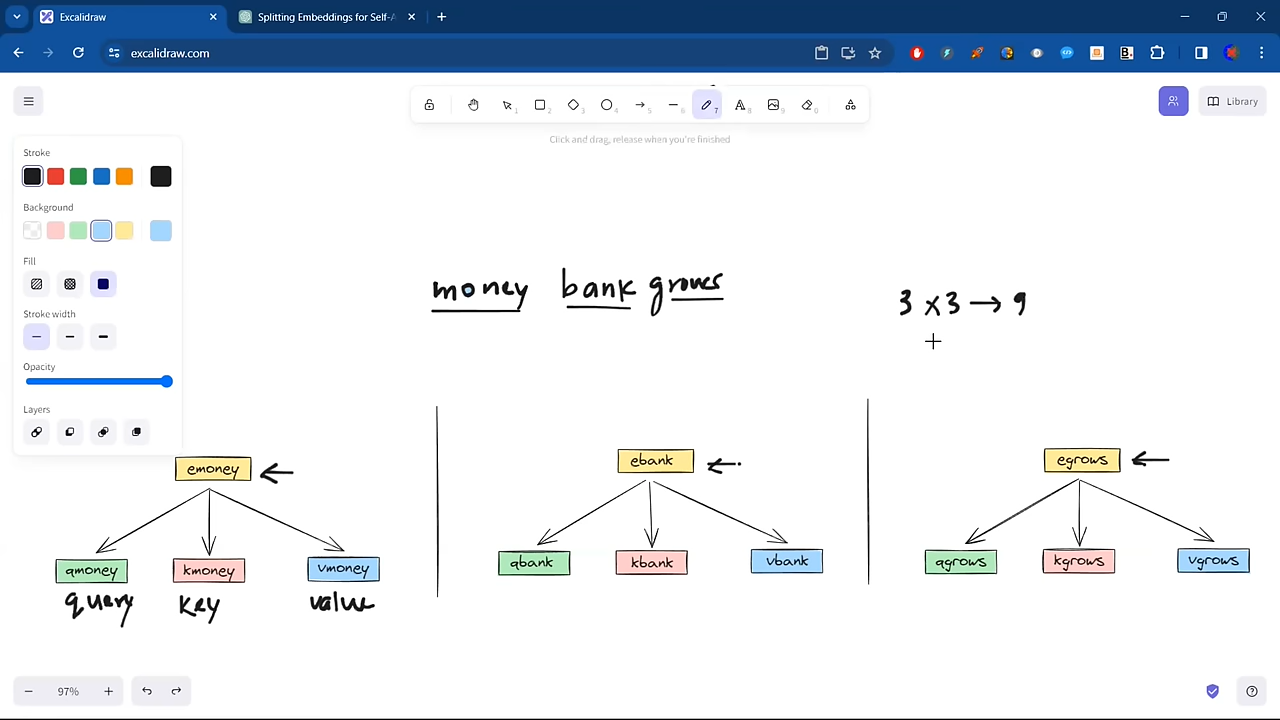 Excalidraw
Splitting Embeddings for Self-A
excalidraw.com
Library
Click and drag, release when you're finished
Stroke
Background
Fill
Stroke width
Opacity
Layers
money bank grows
3 x 3 → 9
emoney
ebank
egrows
qmoney kmoney vmoney
qbank kbank vbank
qgrows kgrows vgrows
query key value
97%